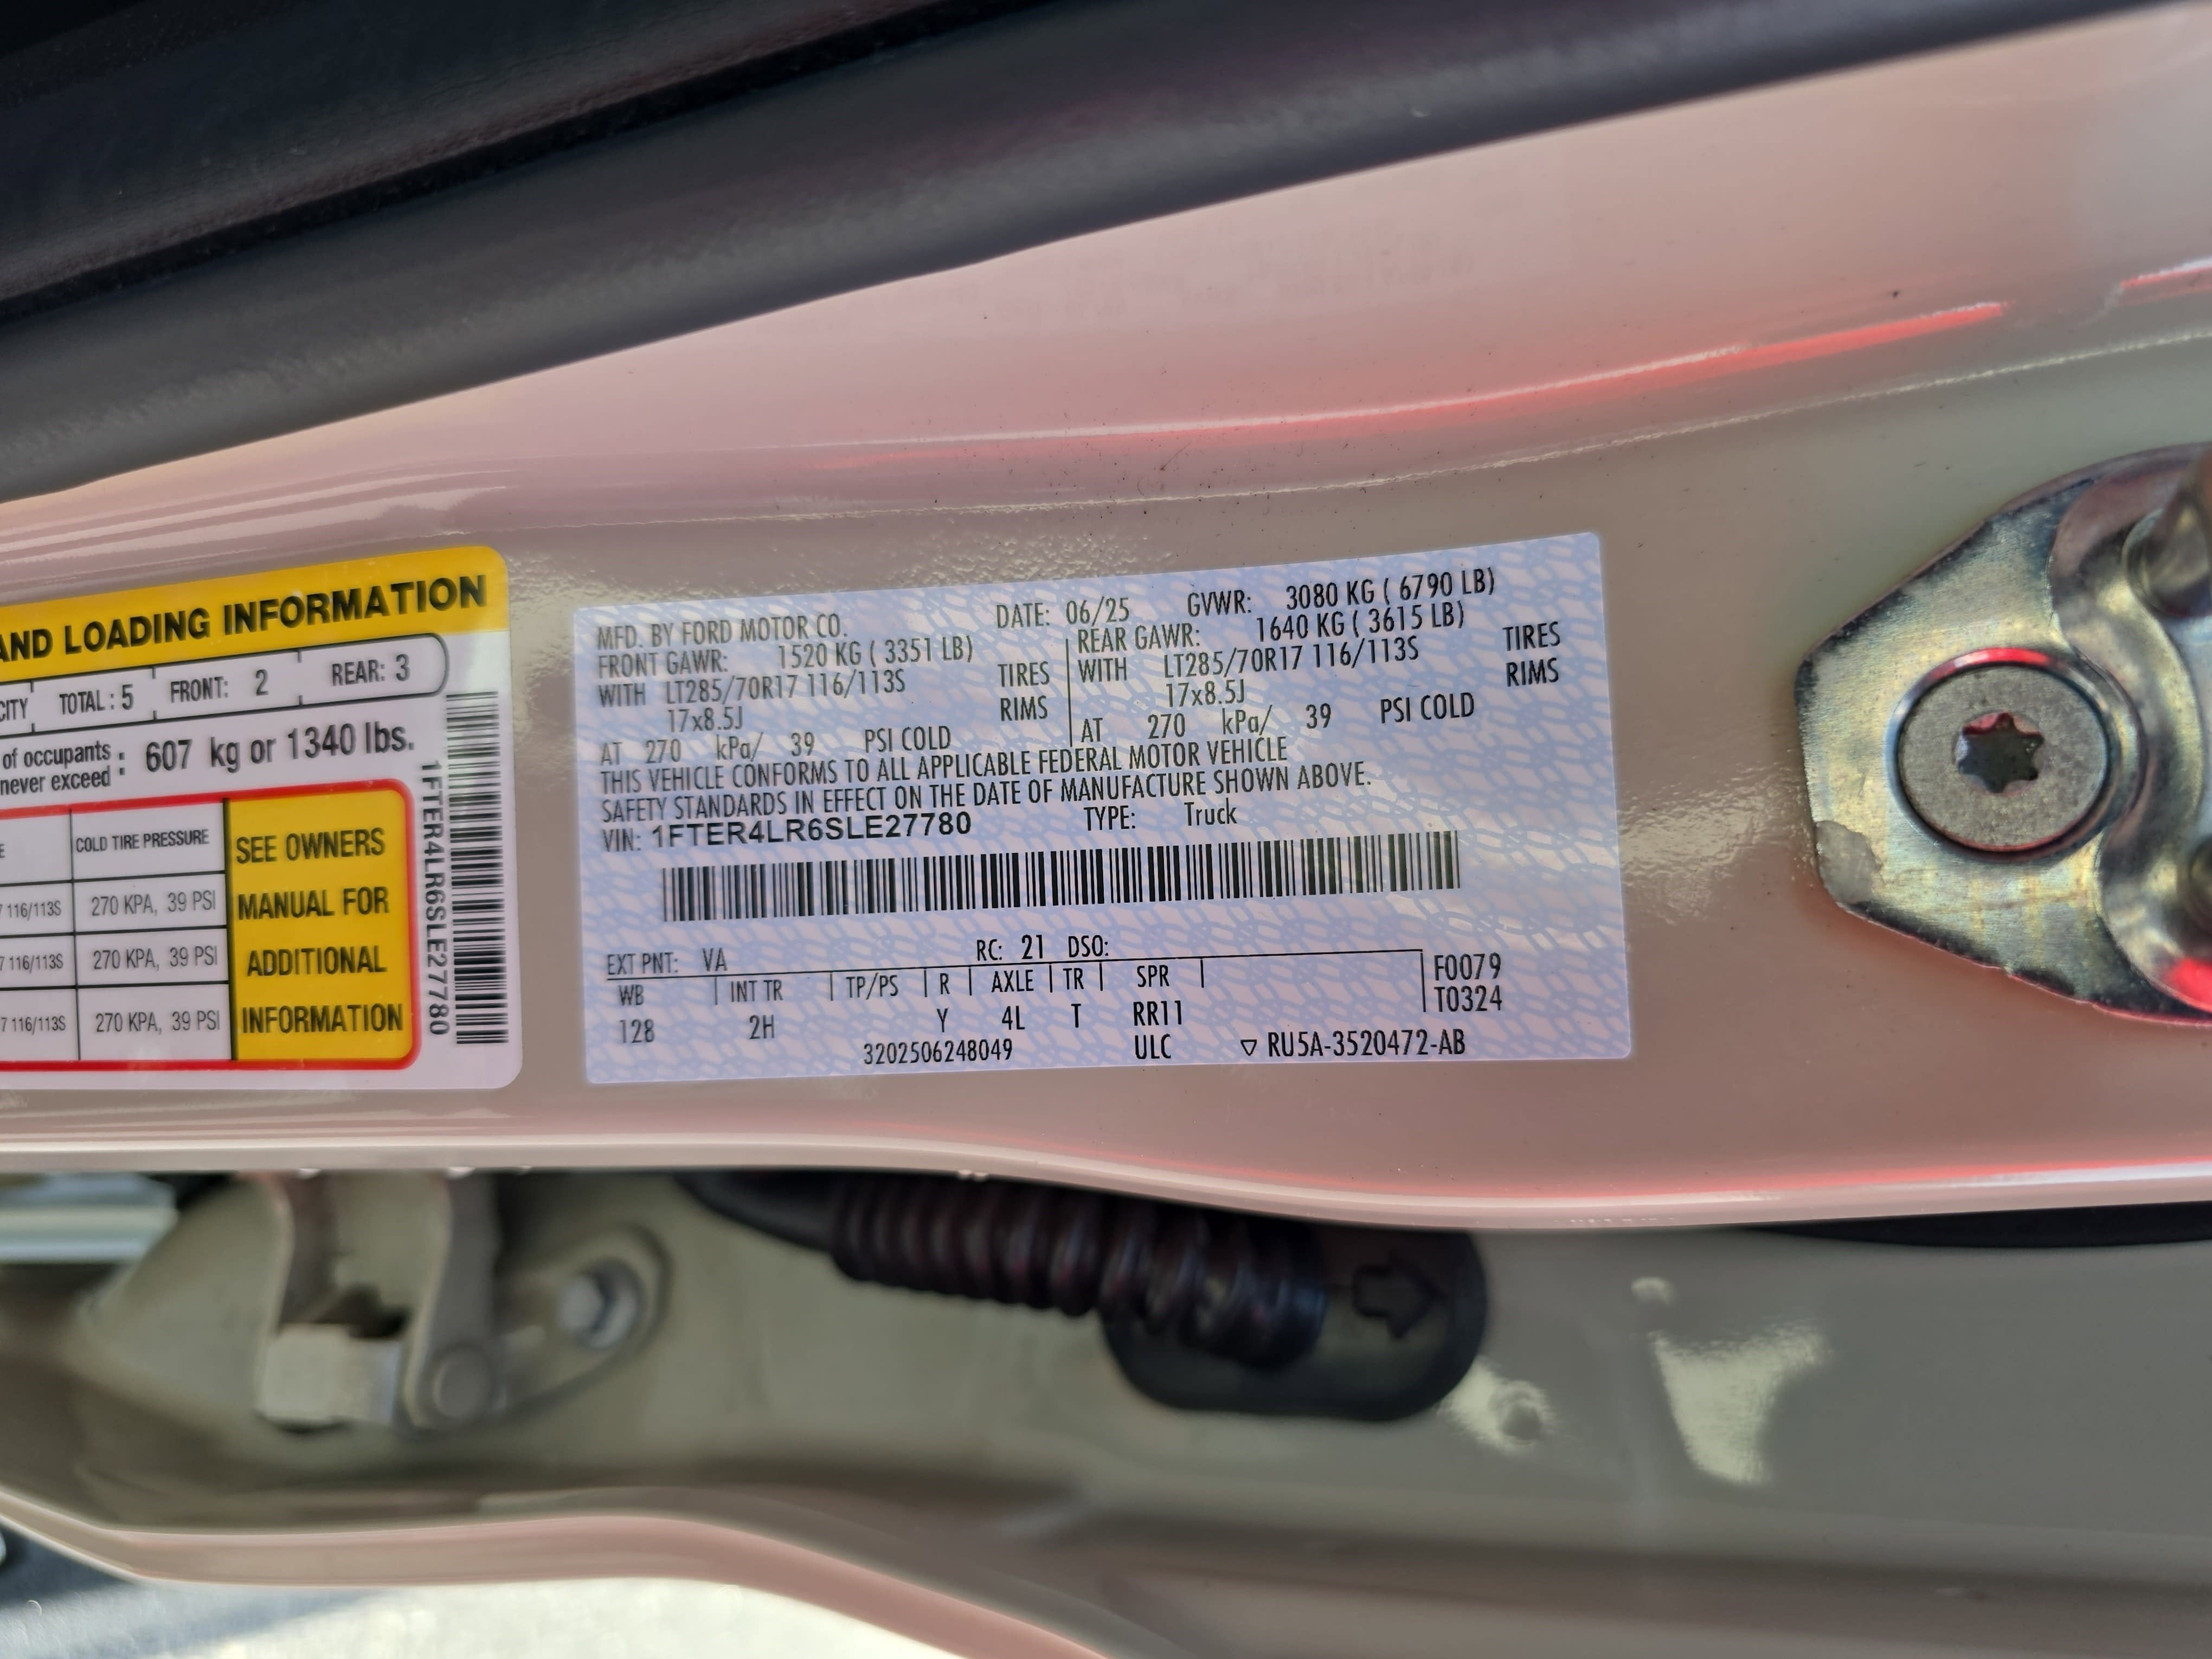 AND LOADING INFORMATION
CITY TOTAL: 5 FRONT: 2 REAR: 3
of occupants : 607 kg or 1340 lbs.
never exceed
COLD TIRE PRESSURE
7 116/113S 270 KPA, 39 PSI
7 116/113S 270 KPA, 39 PSI
7 116/113S 270 KPA, 39 PSI
SEE OWNERS
MANUAL FOR
ADDITIONAL
INFORMATION
1FTER4LR6SLE27780
MFD. BY FORD MOTOR CO. DATE: 06/25 GVWR: 3080 KG ( 6790 LB)
FRONT GAWR: 1520 KG ( 3351 LB) REAR GAWR: 1640 KG ( 3615 LB)
WITH LT285/70R17 116/113S TIRES WITH LT285/70R17 116/113S TIRES
17x8.5J RIMS 17x8.5J RIMS
AT 270 kPa/ 39 PSI COLD AT 270 kPa/ 39 PSI COLD
THIS VEHICLE CONFORMS TO ALL APPLICABLE FEDERAL MOTOR VEHICLE
SAFETY STANDARDS IN EFFECT ON THE DATE OF MANUFACTURE SHOWN ABOVE.
VIN: 1FTER4LR6SLE27780 TYPE: Truck
EXT PNT: VA RC: 21 DSO:
WB INT TR TP/PS R AXLE TR SPR F0079
128 2H Y 4L T RR11 T0324
3202506248049 ULC ▽ RU5A-3520472-AB